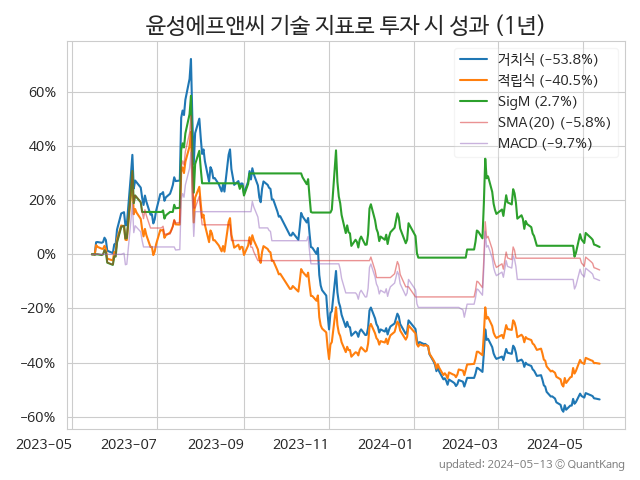 윤성에프앤씨 기술 지표로 투자 시 성과 (1년)
거치식 (−53.8%)
적립식 (−40.5%)
SigM (2.7%)
SMA(20) (−5.8%)
MACD (−9.7%)
60%
40%
20%
0%
−20%
−40%
−60%
2023-05 2023-07 2023-09 2023-11 2024-01 2024-03 2024-05
updated: 2024-05-13 ⓒ QuantKang